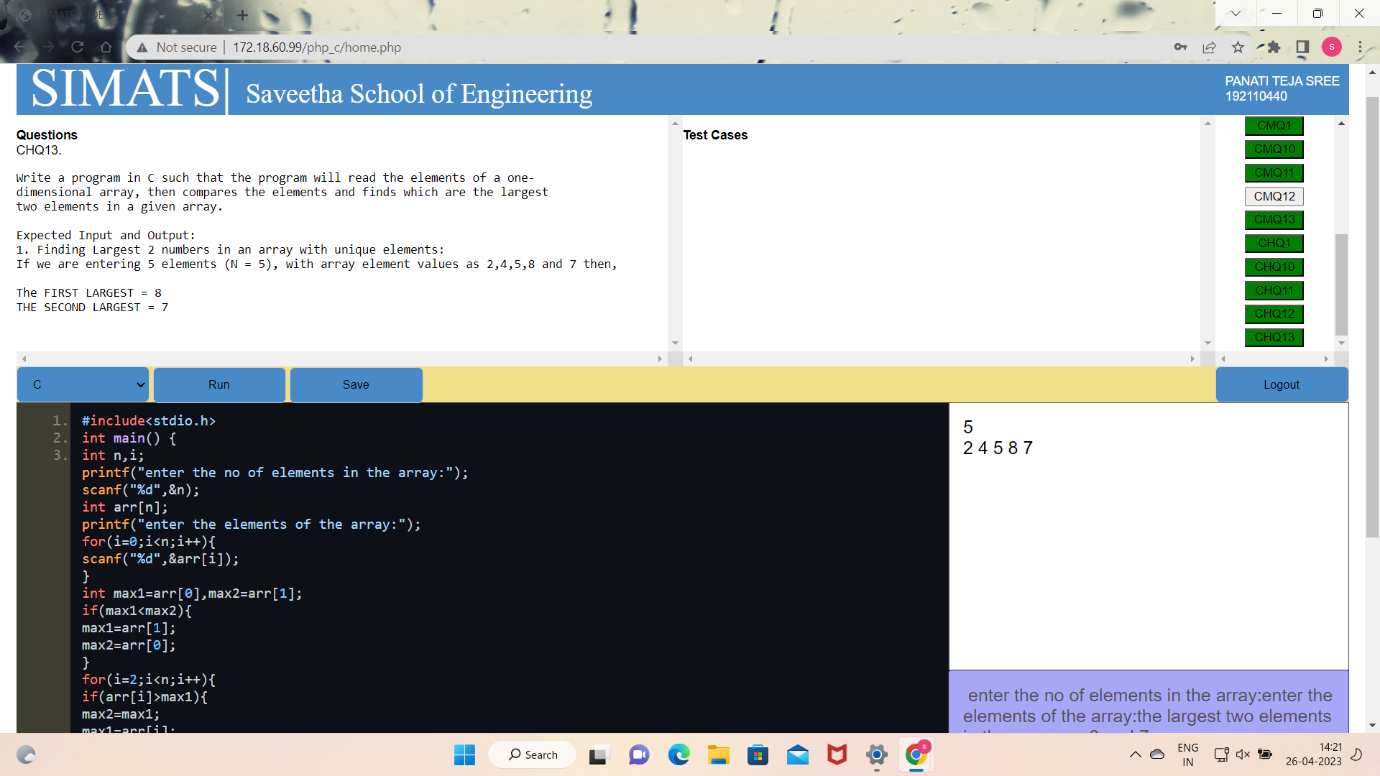 Not secure | 172.18.60.99/php_c/home.php
S
SIMATS
Saveetha School of Engineering
PANATI TEJA SREE
192110440
Questions
CHQ13.
Write a program in C such that the program will read the elements of a one-
dimensional array, then compares the elements and finds which are the largest
two elements in a given array.
Expected Input and Output:
1. Finding Largest 2 numbers in an array with unique elements:
If we are entering 5 elements (N = 5), with array element values as 2,4,5,8 and 7 then,
The FIRST LARGEST = 8
THE SECOND LARGEST = 7
Test Cases
CMQ1
CMQ10
CMQ11
CMQ12
CMQ13
CHQ1
CHQ10
CHQ11
CHQ12
CHQ13
C
Run
Save
Logout
1. #include<stdio.h>
2. int main() {
3. int n,i;
printf("enter the no of elements in the array:");
scanf("%d",&n);
int arr[n];
printf("enter the elements of the array:");
for(i=0;i<n;i++){
scanf("%d",&arr[i]);
}
int max1=arr[0],max2=arr[1];
if(max1<max2){
max1=arr[1];
max2=arr[0];
}
for(i=2;i<n;i++){
if(arr[i]>max1){
max2=max1;
max1=arr[i];
5
2 4 5 8 7
enter the no of elements in the array:enter the
elements of the array:the largest two elements
Search
S
ENG
IN
14:21
26-04-2023